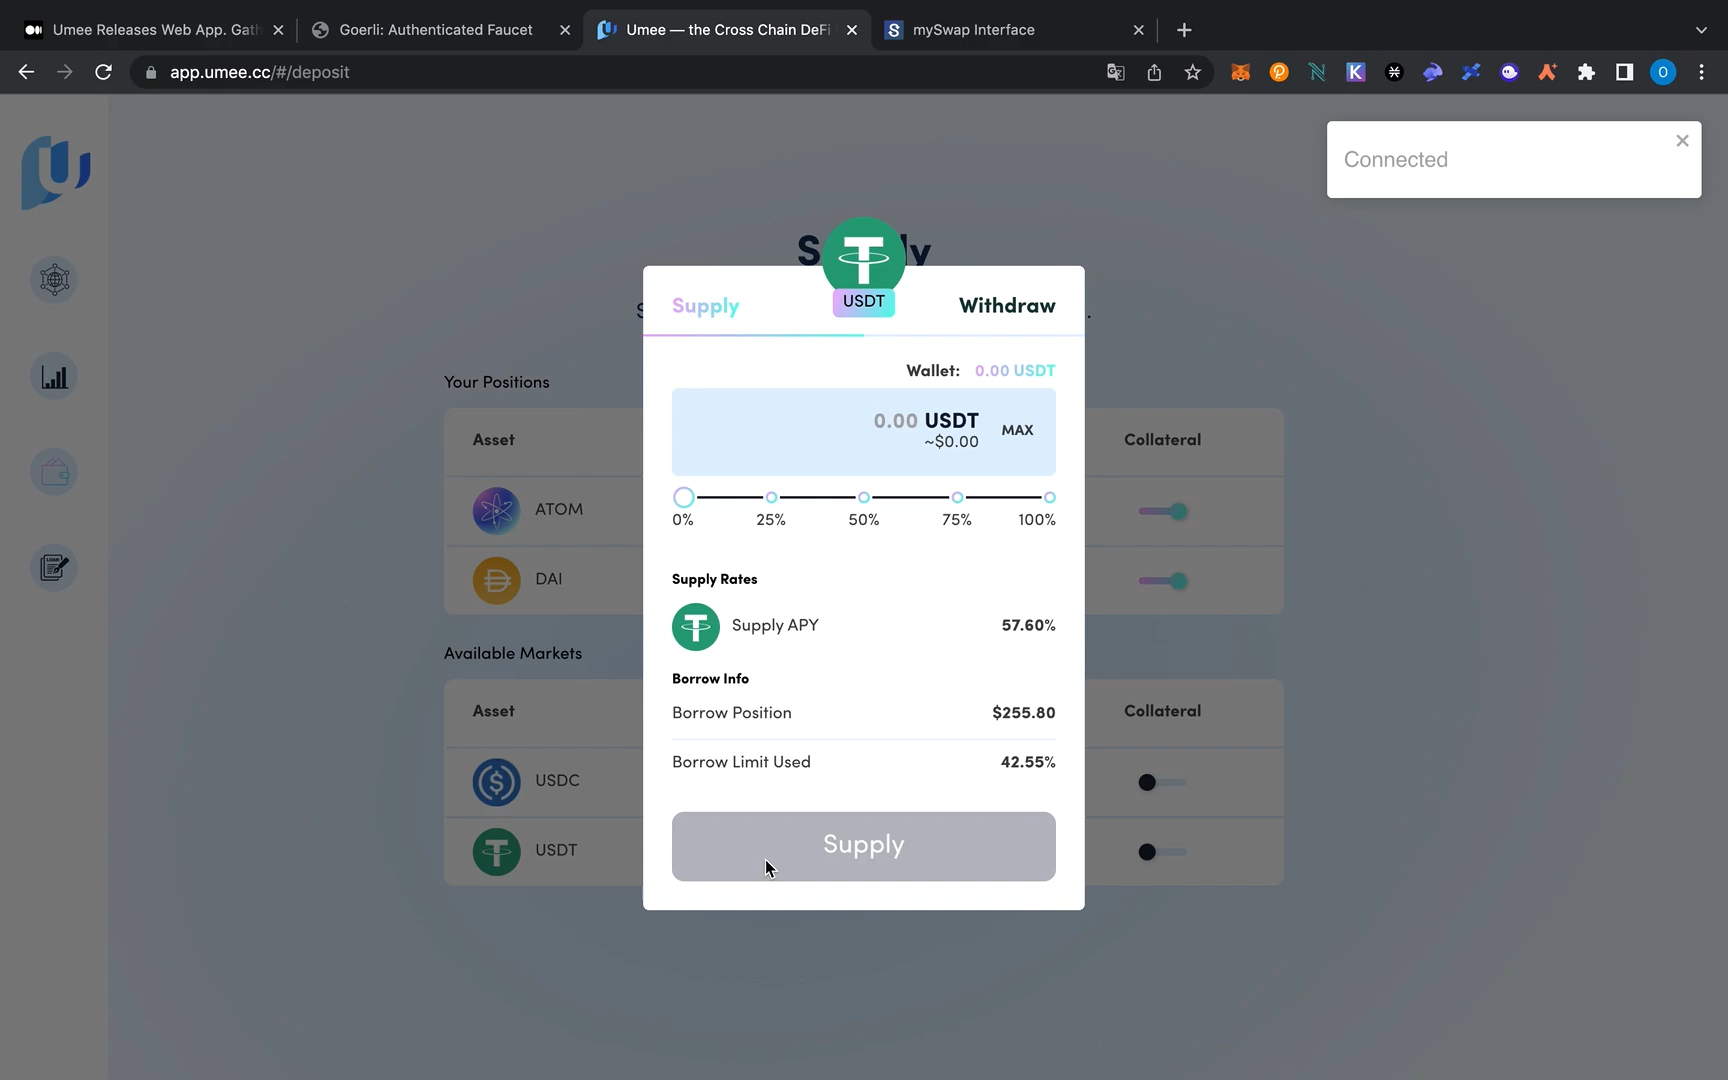 Umee Releases Web App. Gath
Goerli: Authenticated Faucet
Umee — the Cross Chain DeFi
mySwap Interface
app.umee.cc/#/deposit
Connected
Supply
USDT
Withdraw
Wallet: 0.00 USDT
0.00 USDT
~$0.00
MAX
0% 25% 50% 75% 100%
Supply Rates
Supply APY 57.60%
Borrow Info
Borrow Position $255.80
Borrow Limit Used 42.55%
Supply
Your Positions
Asset Collateral
ATOM
DAI
Available Markets
Asset Collateral
USDC
USDT